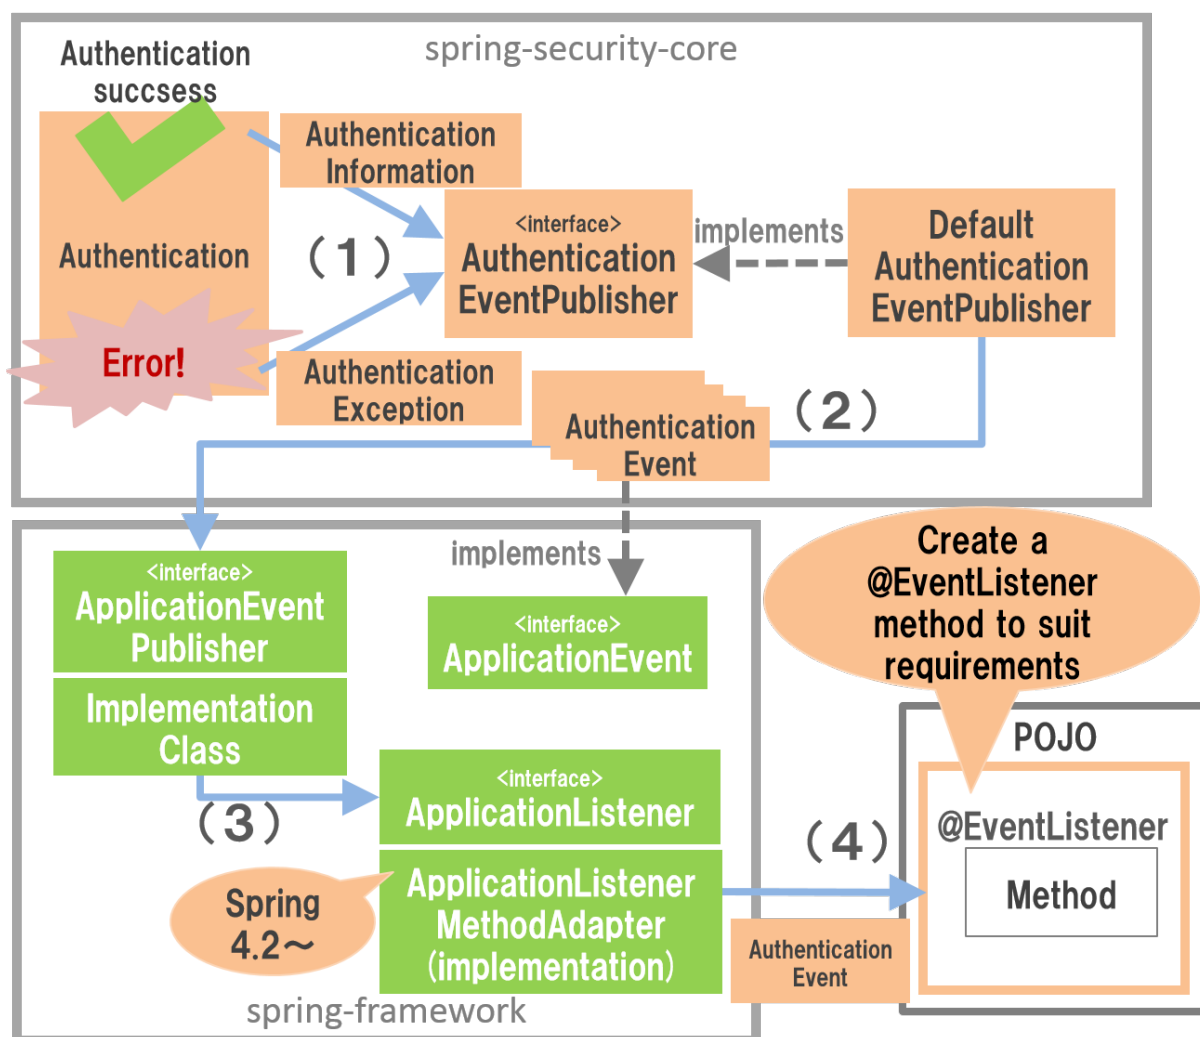 spring-security-core
Authentication
succsess
Authentication
Information
Authentication
Error!
(1)
<interface>
Authentication
EventPublisher
implements
Default
Authentication
EventPublisher
Authentication
Exception
Authentication
Event
(2)
implements
<interface>
ApplicationEvent
Publisher
Implementation
Class
<interface>
ApplicationEvent
Create a
@EventListener
method to suit
requirements
(3)
<interface>
ApplicationListener
Spring
4.2～
ApplicationListener
MethodAdapter
(implementation)
(4)
Authentication
Event
POJO
@EventListener
Method
spring-framework